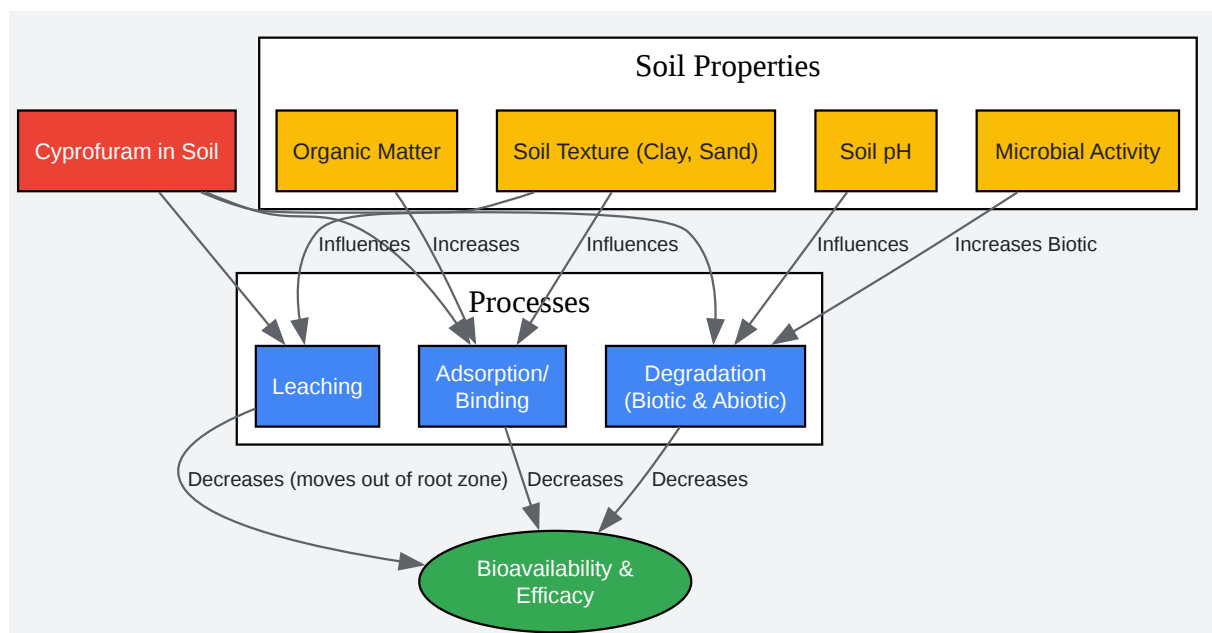 Soil Properties
Cyprofuram in Soil
Organic Matter
Soil Texture (Clay, Sand)
Soil pH
Microbial Activity
Influences
Increases
Influences
Influences
Increases Biotic
Processes
Leaching
Adsorption/
Binding
Degradation
(Biotic & Abiotic)
Decreases (moves out of root zone)
Decreases
Decreases
Bioavailability &
Efficacy